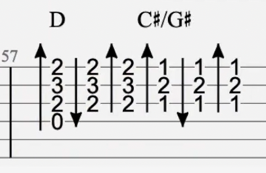 D C♯/G♯
57
2 2 2 1 1 1
3 3 3 2 2 2
2 2 2 1 1 1
0